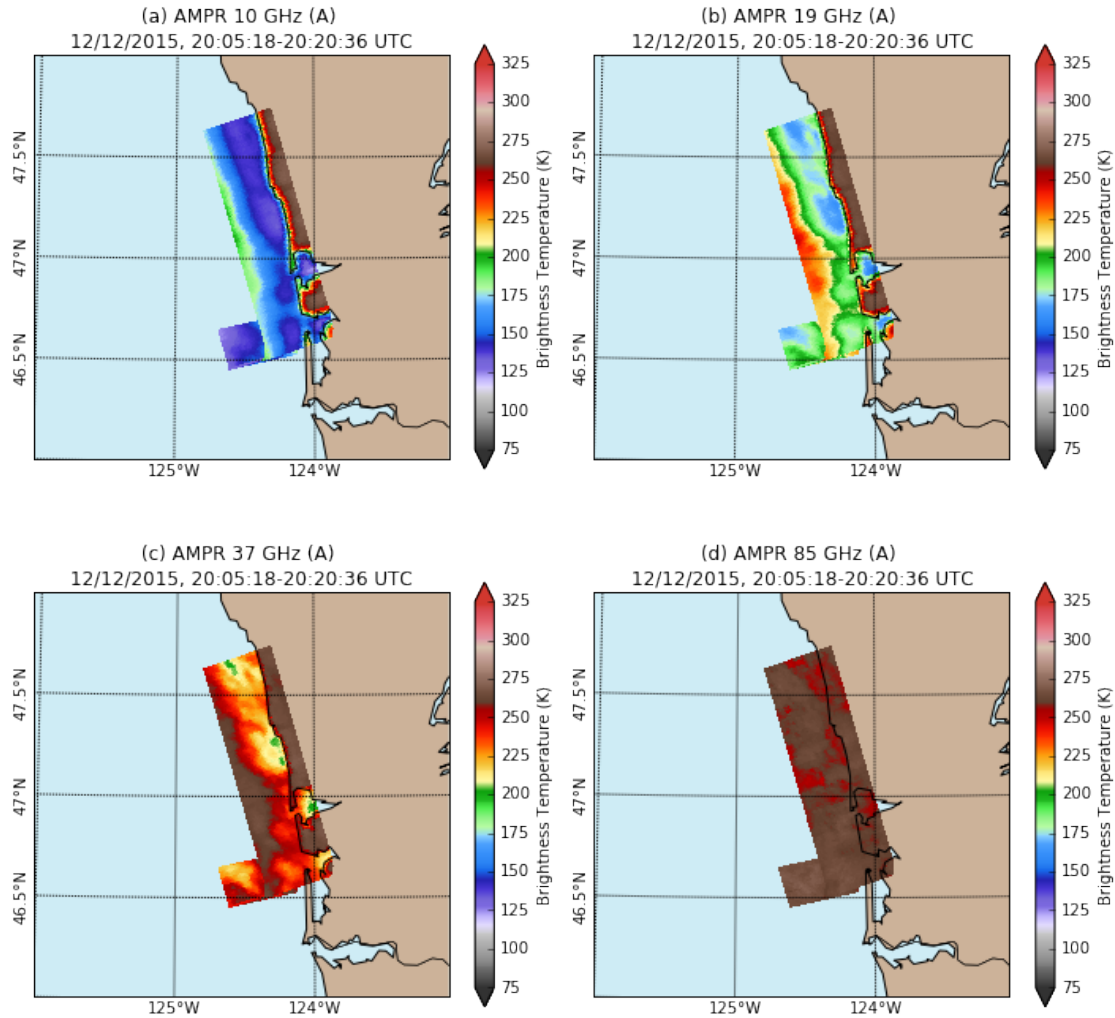 (a) AMPR 10 GHz (A)
12/12/2015, 20:05:18-20:20:36 UTC
47.5°N
47°N
46.5°N
125°W
124°W
325
300
275
250
225
200
175
150
125
100
75
Brightness Temperature (K)
(b) AMPR 19 GHz (A)
12/12/2015, 20:05:18-20:20:36 UTC
47.5°N
47°N
46.5°N
125°W
124°W
325
300
275
250
225
200
175
150
125
100
75
Brightness Temperature (K)
(c) AMPR 37 GHz (A)
12/12/2015, 20:05:18-20:20:36 UTC
47.5°N
47°N
46.5°N
125°W
124°W
325
300
275
250
225
200
175
150
125
100
75
Brightness Temperature (K)
(d) AMPR 85 GHz (A)
12/12/2015, 20:05:18-20:20:36 UTC
47.5°N
47°N
46.5°N
125°W
124°W
325
300
275
250
225
200
175
150
125
100
75
Brightness Temperature (K)